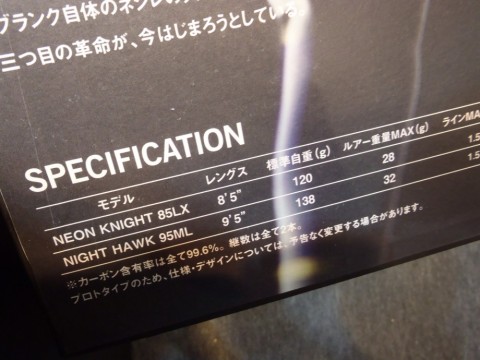 ブランク自体のネジレの
三つ目の革命が、今はじまろうとしている。
SPECIFICATION
モデル レングス 標準自重(g) ルアー重量MAX(g) ラインMA
NEON KNIGHT 85LX 8'5" 120 28 1.5
NIGHT HAWK 95ML 9'5" 138 32 1.5
※カーボン含有率は全て99.6%。継数は全て2本。
プロトタイプのため、仕様・デザインについては、予告なく変更する場合があります。